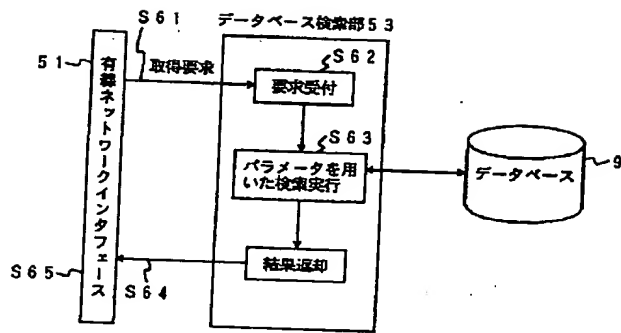 S61
データベース検索部53
51
取得要求
S62
要求受付
有線ネットワークインタフェース
S63
パラメータを用
いた検索実行
データベース
9
結果返却
S65
S64